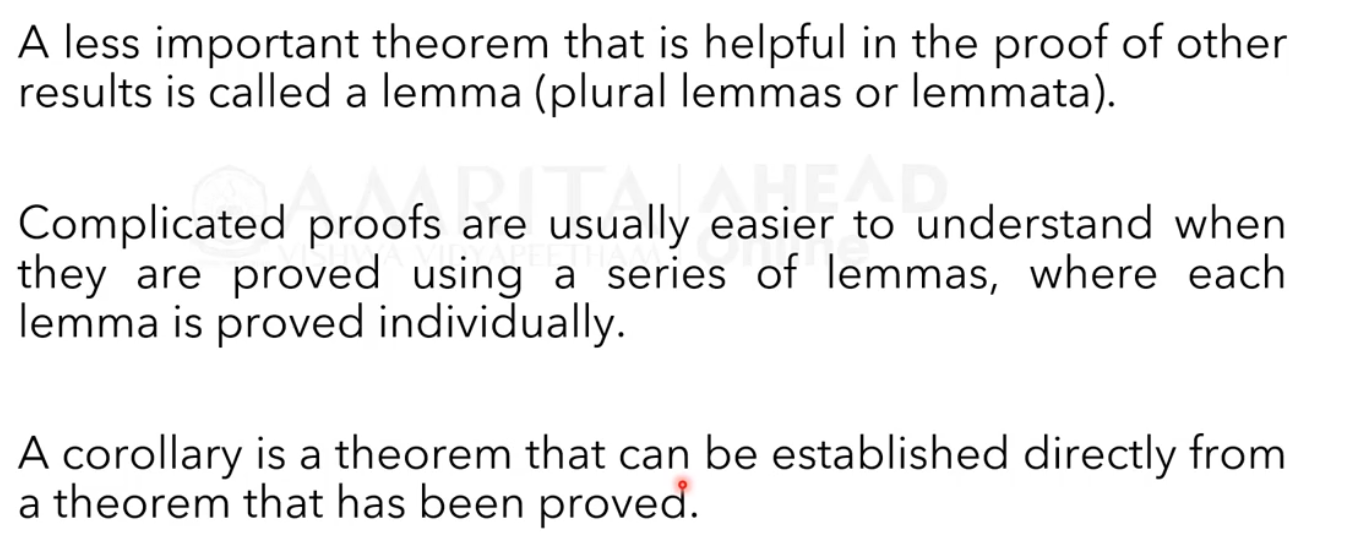 A less important theorem that is helpful in the proof of other
results is called a lemma (plural lemmas or lemmata).
AMRITA AHEAD
Complicated proofs are usually easier to understand when
VISHWA VIDYAPEETHAM Online
they are proved using a series of lemmas, where each
lemma is proved individually.
A corollary is a theorem that can be established directly from
a theorem that has been proved.